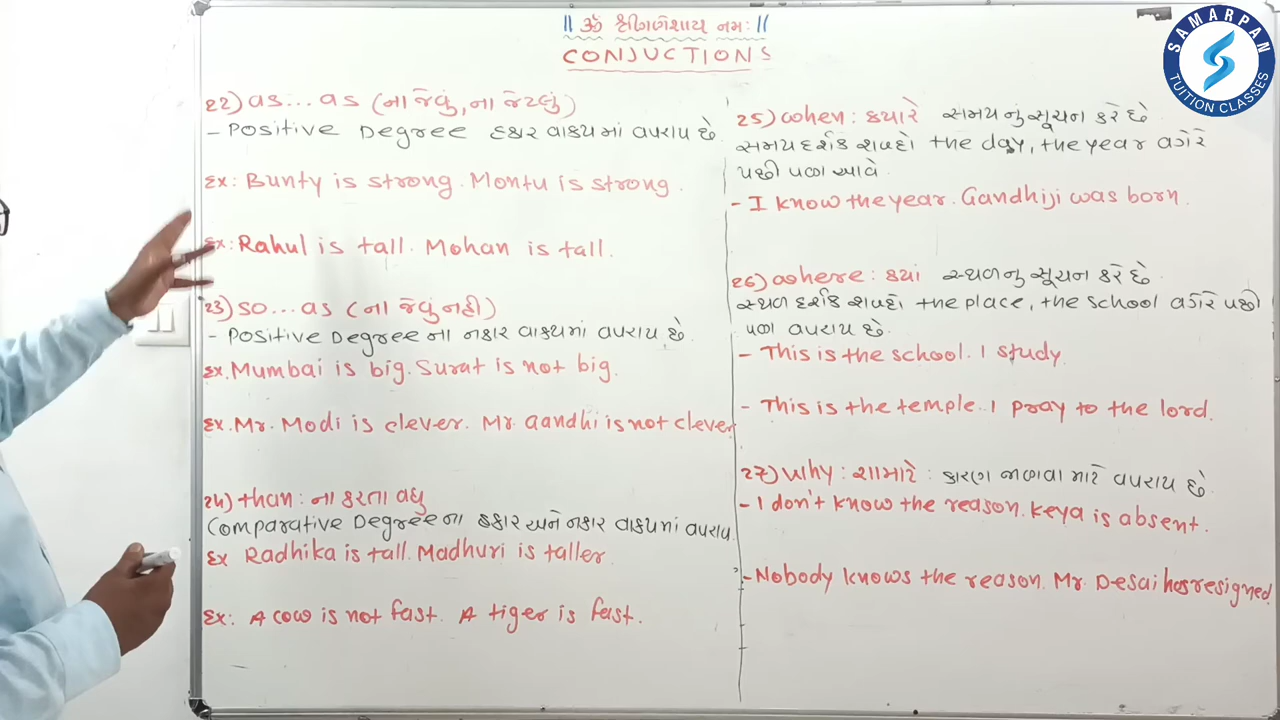 || ૐ શ્રી ગણેશાય નમઃ ||
CONJUCTIONS
22) as... as (ના જેવું, ના જેટલું)
- Positive Degree હકાર વાક્ય માં વપરાય છે
Ex: Bunty is strong. Montu is strong.
Ex: Rahul is tall. Mohan is tall.
23) so... as (ના જેવું નહી)
- Positive Degree ના નકાર વાક્યમાં વપરાય છે.
Ex. Mumbai is big. Surat is not big.
Ex. Mr. Modi is clever. Mr. Gandhi is not clever
24) than: ના કરતા વધુ
Comparative Degree ના હકાર અને નકાર વાક્યમાં વપરાય.
Ex Radhika is tall. Madhuri is taller
Ex: A cow is not fast. A tiger is fast.
25) when: ક્યારે સમય નું સૂચન કરે છે
સમય દર્શક શબ્દો the day, the year વગેરે
પછી પણ આવે.
- I know the year. Gandhiji was born.
26) where: ક્યાં સ્થળનુ સૂચન કરે છે
સ્થળ દર્શક શબ્દો the place, the school વગેરે પછી
પણ વપરાય છે.
- This is the school. I study.
- This is the temple. I pray to the lord.
27) Why: શામાટે: કારણ જાણવા માટે વપરાય છે.
- I don't know the reason. Keya is absent.
- Nobody knows the reason. Mr. Desai has resigned.
SAMARPAN
TUITION CLASSES